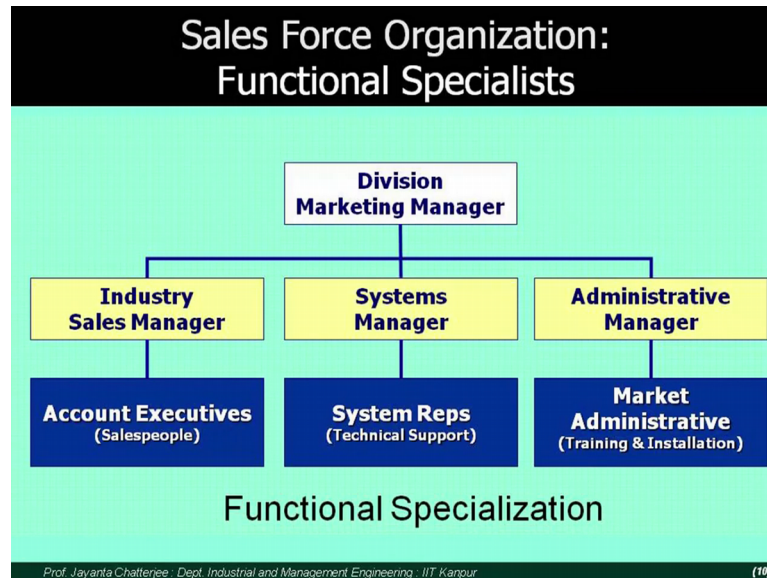 Sales Force Organization:
Functional Specialists
Division
Marketing Manager
Industry
Sales Manager
Systems
Manager
Administrative
Manager
Account Executives
(Salespeople)
System Reps
(Technical Support)
Market
Administrative
(Training & Installation)
Functional Specialization
Prof. Jayanta Chatterjee : Dept. Industrial and Management Engineering : IIT Kanpur
(10